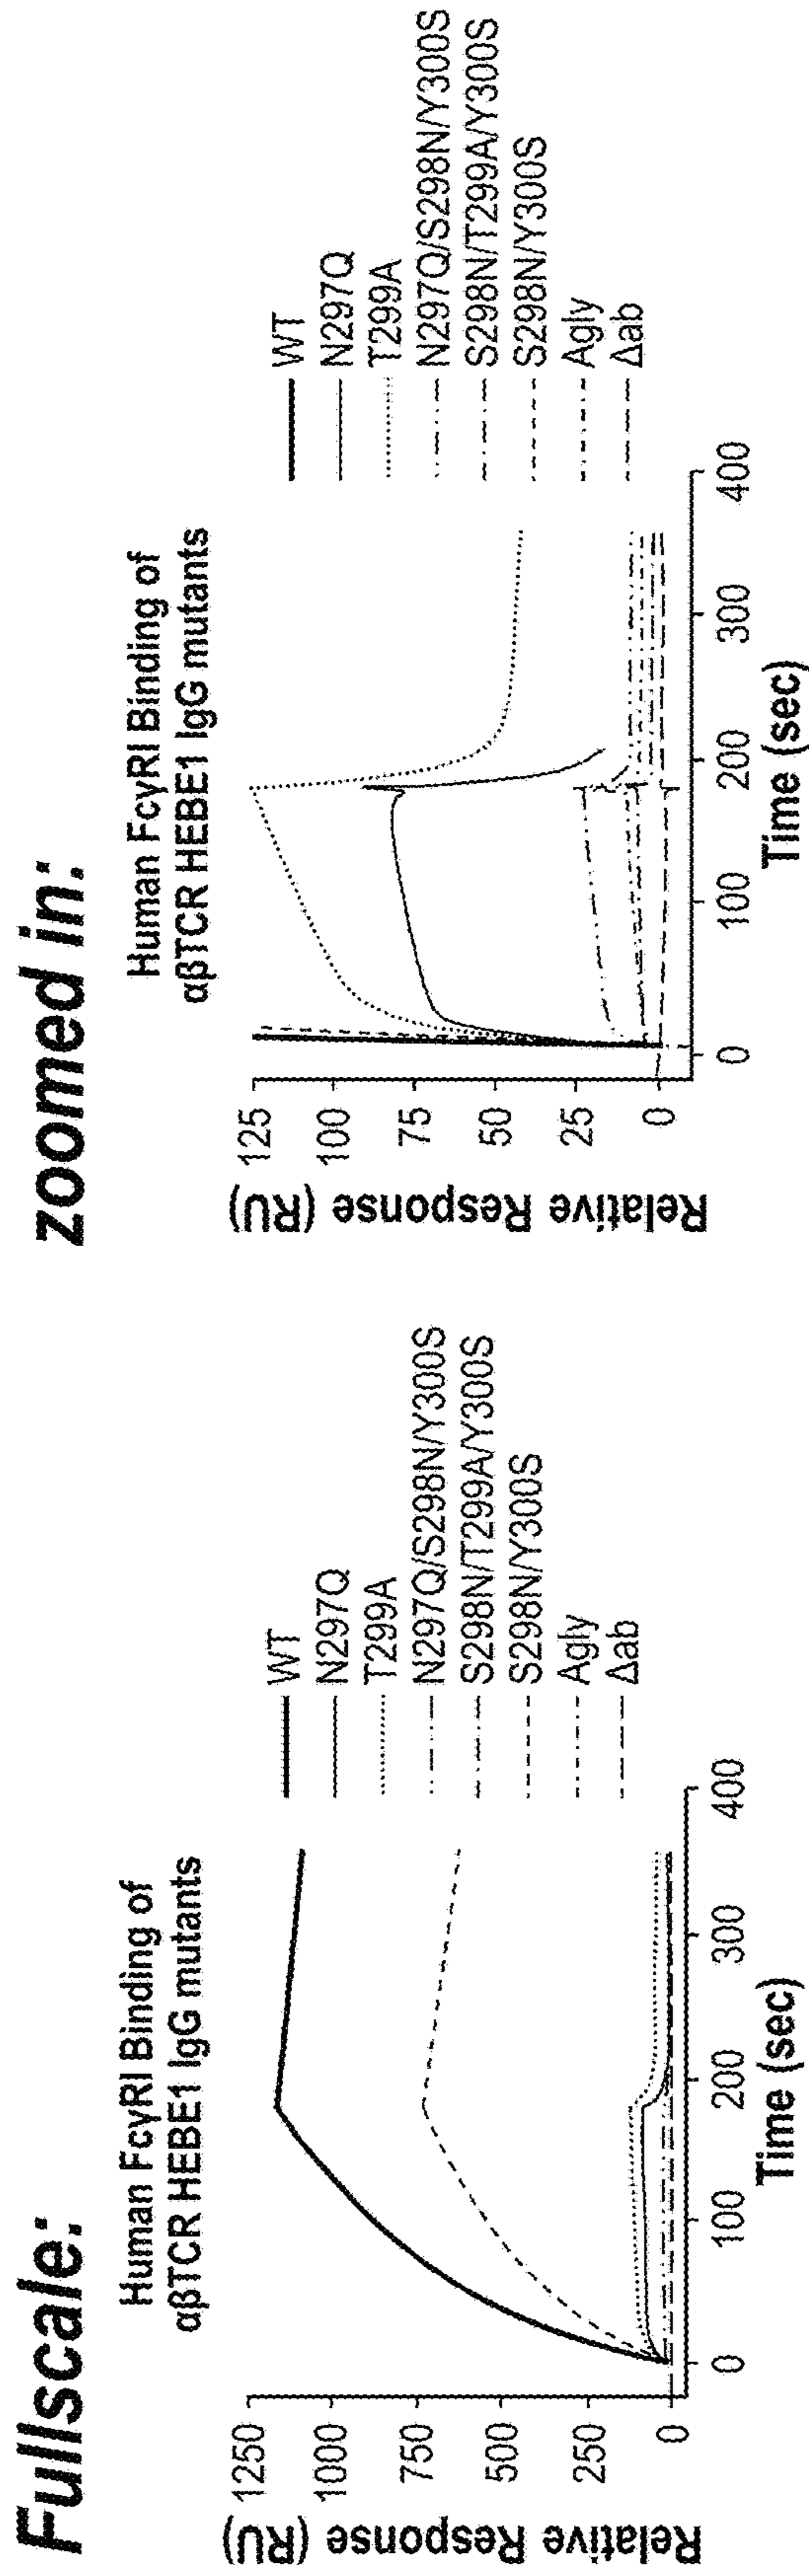 Fullscale:
Human FcγRI Binding of
αβTCR HEBE1 IgG mutants
Relative Response (RU)
1250
1000
750
500
250
0
0
100
200
300
400
Time (sec)
WT
N297Q
T299A
N297Q/S298N/Y300S
S298N/T299A/Y300S
S298N/Y300S
Agly
Δab
zoomed in:
Human FcγRI Binding of
αβTCR HEBE1 IgG mutants
Relative Response (RU)
125
100
75
50
25
0
0
100
200
300
400
Time (sec)
WT
N297Q
T299A
N297Q/S298N/Y300S
S298N/T299A/Y300S
S298N/Y300S
Agly
Δab